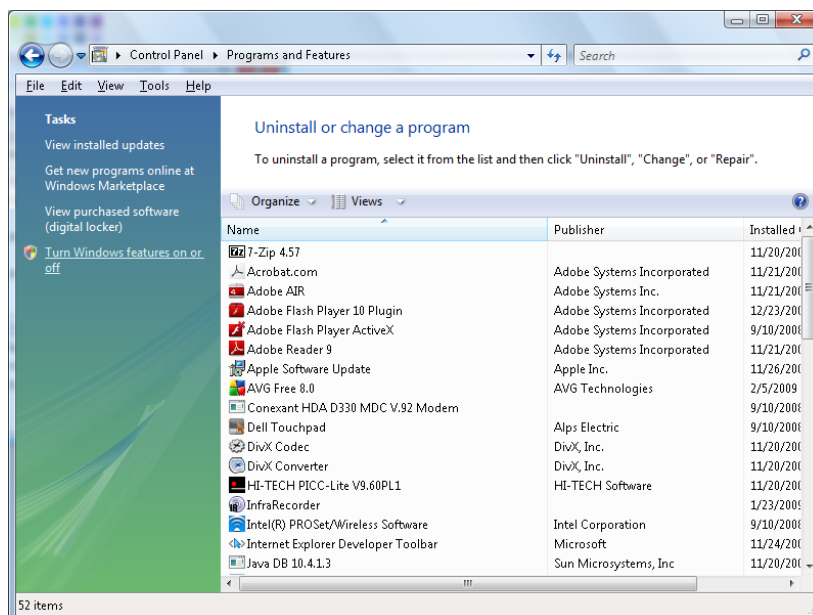 Control Panel Programs and Features Search
File Edit View Tools Help
Tasks
View installed updates
Get new programs online at
Windows Marketplace
View purchased software
(digital locker)
Turn Windows features on or
off
Uninstall or change a program
To uninstall a program, select it from the list and then click "Uninstall", "Change", or "Repair".
Organize Views
Name Publisher Installed
7-Zip 4.57 11/20/200
Acrobat.com Adobe Systems Incorporated 11/21/200
Adobe AIR Adobe Systems Inc. 11/21/200
Adobe Flash Player 10 Plugin Adobe Systems Incorporated 12/23/200
Adobe Flash Player ActiveX Adobe Systems Incorporated 9/10/2008
Adobe Reader 9 Adobe Systems Incorporated 11/21/200
Apple Software Update Apple Inc. 11/26/200
AVG Free 8.0 AVG Technologies 2/5/2009
Conexant HDA D330 MDC V.92 Modem 9/10/2008
Dell Touchpad Alps Electric 9/10/2008
DivX Codec DivX, Inc. 11/20/200
DivX Converter DivX, Inc. 11/20/200
HI-TECH PICC-Lite V9.60PL1 HI-TECH Software 11/20/200
InfraRecorder 1/23/2009
Intel(R) PROSet/Wireless Software Intel Corporation 9/10/2008
Internet Explorer Developer Toolbar Microsoft 11/24/200
Java DB 10.4.1.3 Sun Microsystems, Inc 11/20/200
52 items